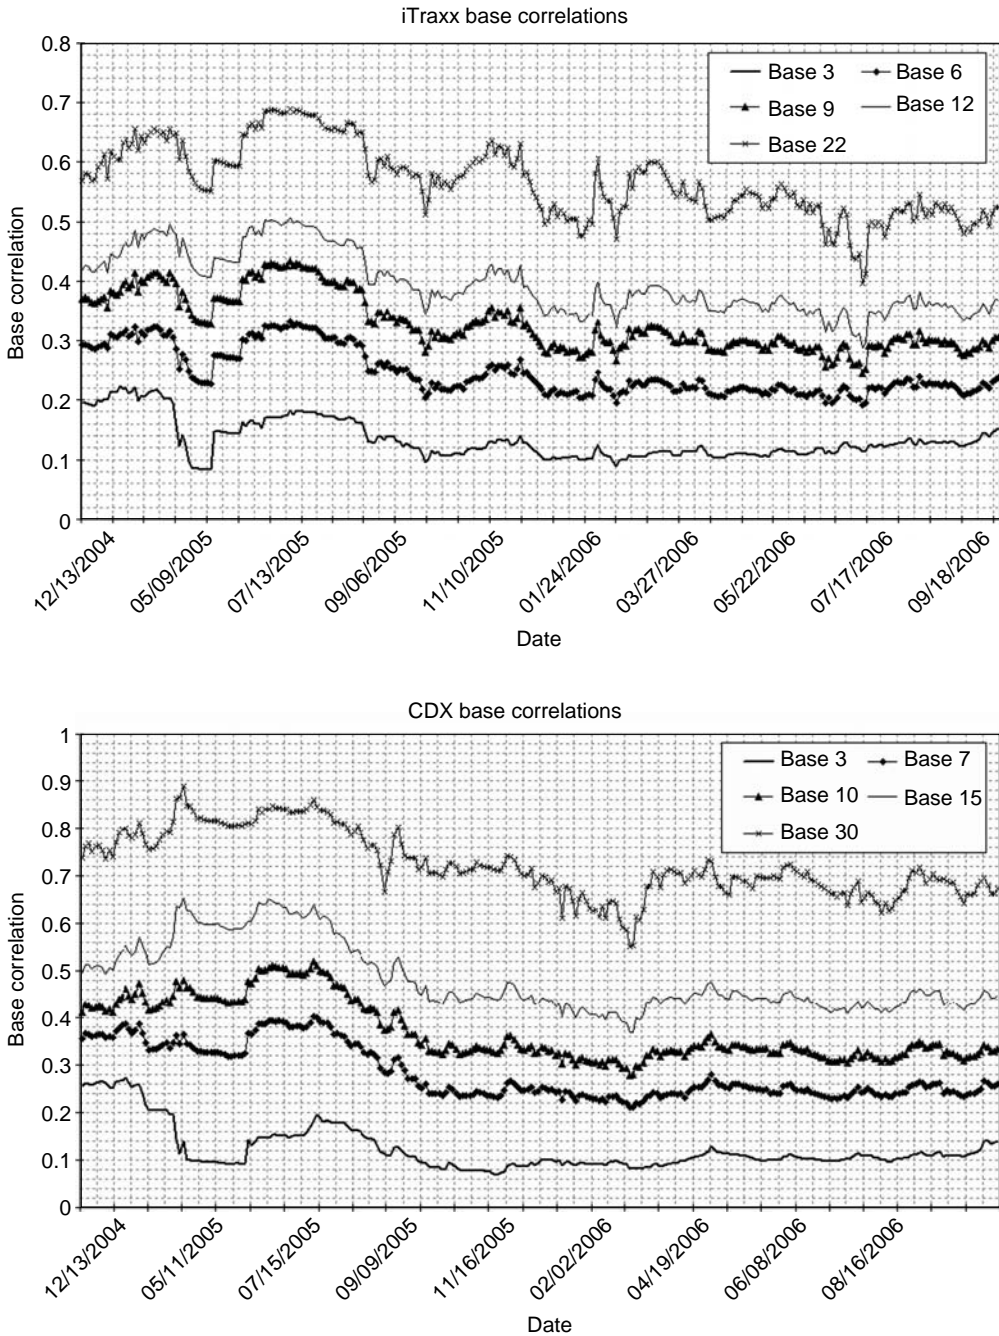 iTraxx base correlations
0.8
0.7
0.6
0.5
0.4
0.3
0.2
0.1
0
Base correlation
Base 3
Base 6
Base 9
Base 12
Base 22
12/13/2004
05/09/2005
07/13/2005
09/06/2005
11/10/2005
01/24/2006
03/27/2006
05/22/2006
07/17/2006
09/18/2006
Date
CDX base correlations
1
0.9
0.8
0.7
0.6
0.5
0.4
0.3
0.2
0.1
0
Base correlation
Base 3
Base 7
Base 10
Base 15
Base 30
12/13/2004
05/11/2005
07/15/2005
09/09/2005
11/16/2005
02/02/2006
04/19/2006
06/08/2006
08/16/2006
Date